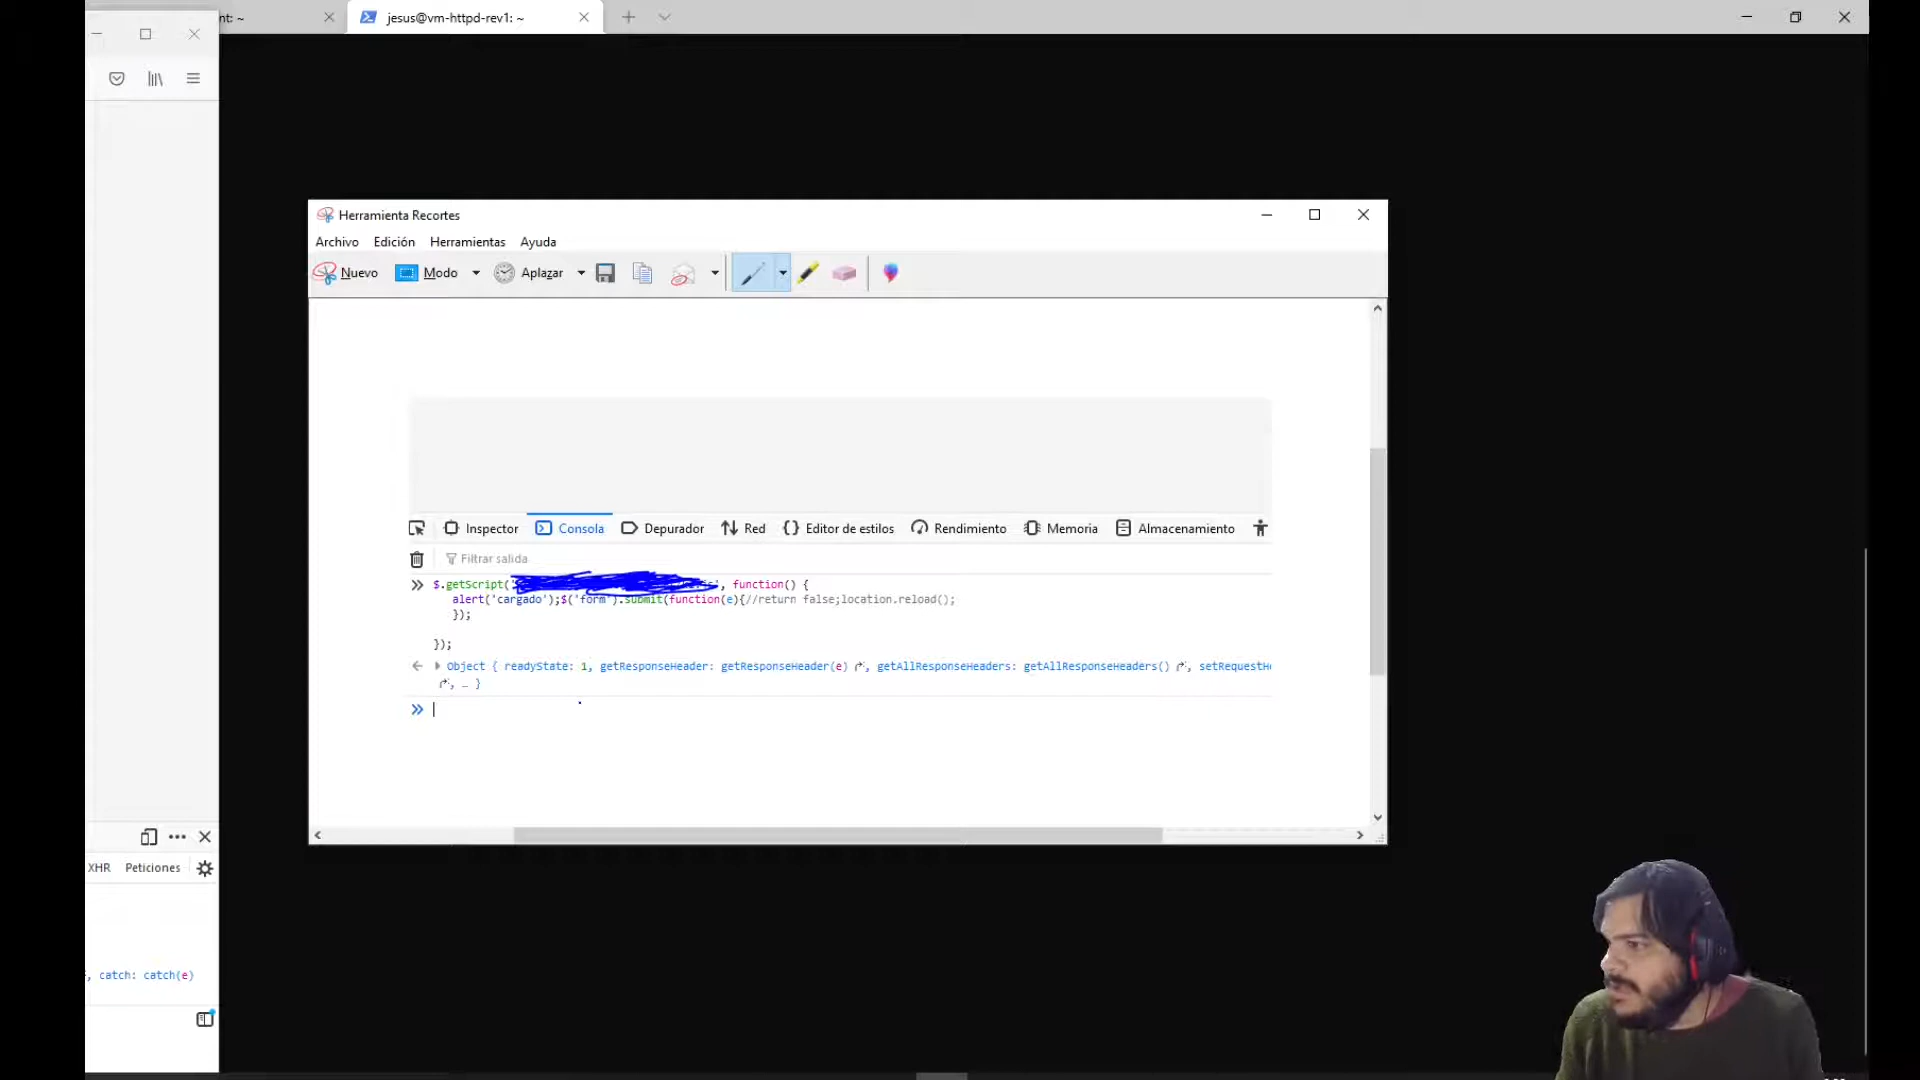 nt: ~
jesus@vm-httpd-rev1: ~
Herramienta Recortes
Archivo Edición Herramientas Ayuda
Nuevo Modo Aplazar
Inspector Consola Depurador Red Editor de estilos Rendimiento Memoria Almacenamiento
Filtrar salida
$.getScript(' ', function() {
alert('cargado');$('form').submit(function(e){//return false;location.reload();
});
});
Object { readyState: 1, getResponseHeader: getResponseHeader(e), getAllResponseHeaders: getAllResponseHeaders(), setRequestHe
, … }
XHR Peticiones
, catch: catch(e)